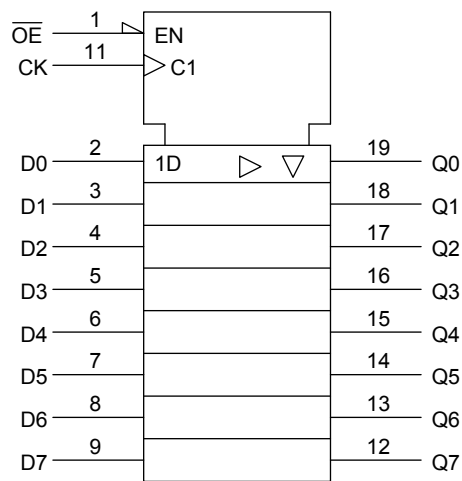 OE 1 EN
CK 11 C1
D0 2 1D 19 Q0
D1 3 18 Q1
D2 4 17 Q2
D3 5 16 Q3
D4 6 15 Q4
D5 7 14 Q5
D6 8 13 Q6
D7 9 12 Q7